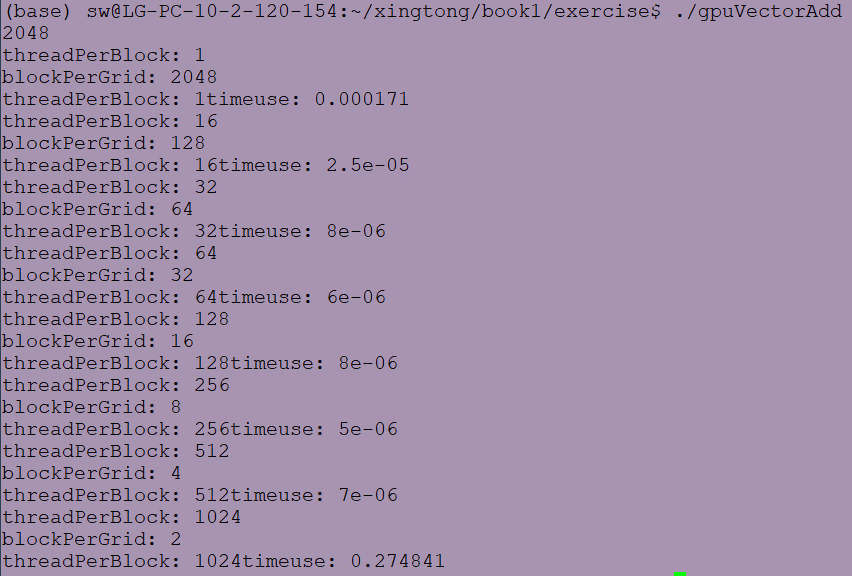 (base) sw@LG-PC-10-2-120-154:~/xingtong/book1/exercise$ ./gpuVectorAdd
2048
threadPerBlock: 1
blockPerGrid: 2048
threadPerBlock: 1timeuse: 0.000171
threadPerBlock: 16
blockPerGrid: 128
threadPerBlock: 16timeuse: 2.5e-05
threadPerBlock: 32
blockPerGrid: 64
threadPerBlock: 32timeuse: 8e-06
threadPerBlock: 64
blockPerGrid: 32
threadPerBlock: 64timeuse: 6e-06
threadPerBlock: 128
blockPerGrid: 16
threadPerBlock: 128timeuse: 8e-06
threadPerBlock: 256
blockPerGrid: 8
threadPerBlock: 256timeuse: 5e-06
threadPerBlock: 512
blockPerGrid: 4
threadPerBlock: 512timeuse: 7e-06
threadPerBlock: 1024
blockPerGrid: 2
threadPerBlock: 1024timeuse: 0.274841